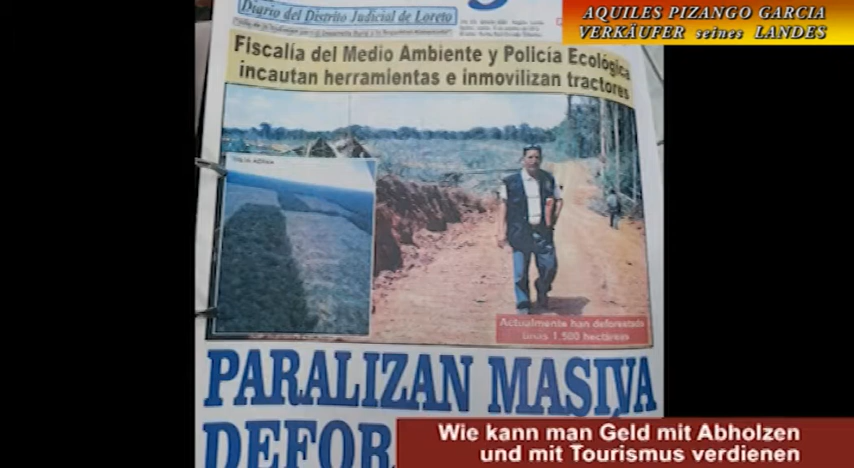 Diario del Distrito Judicial de Loreto
AQUILES PIZANGO GARCIA
VERKÄUFER seines LANDES
Fiscalía del Medio Ambiente y Policía Ecológica
incautan herramientas e inmovilizan tractores
Actualmente han deforestado
unas 1,500 hectáreas
PARALIZAN MASIVA
DEFOR
Wie kann man Geld mit Abholzen
und mit Tourismus verdienen